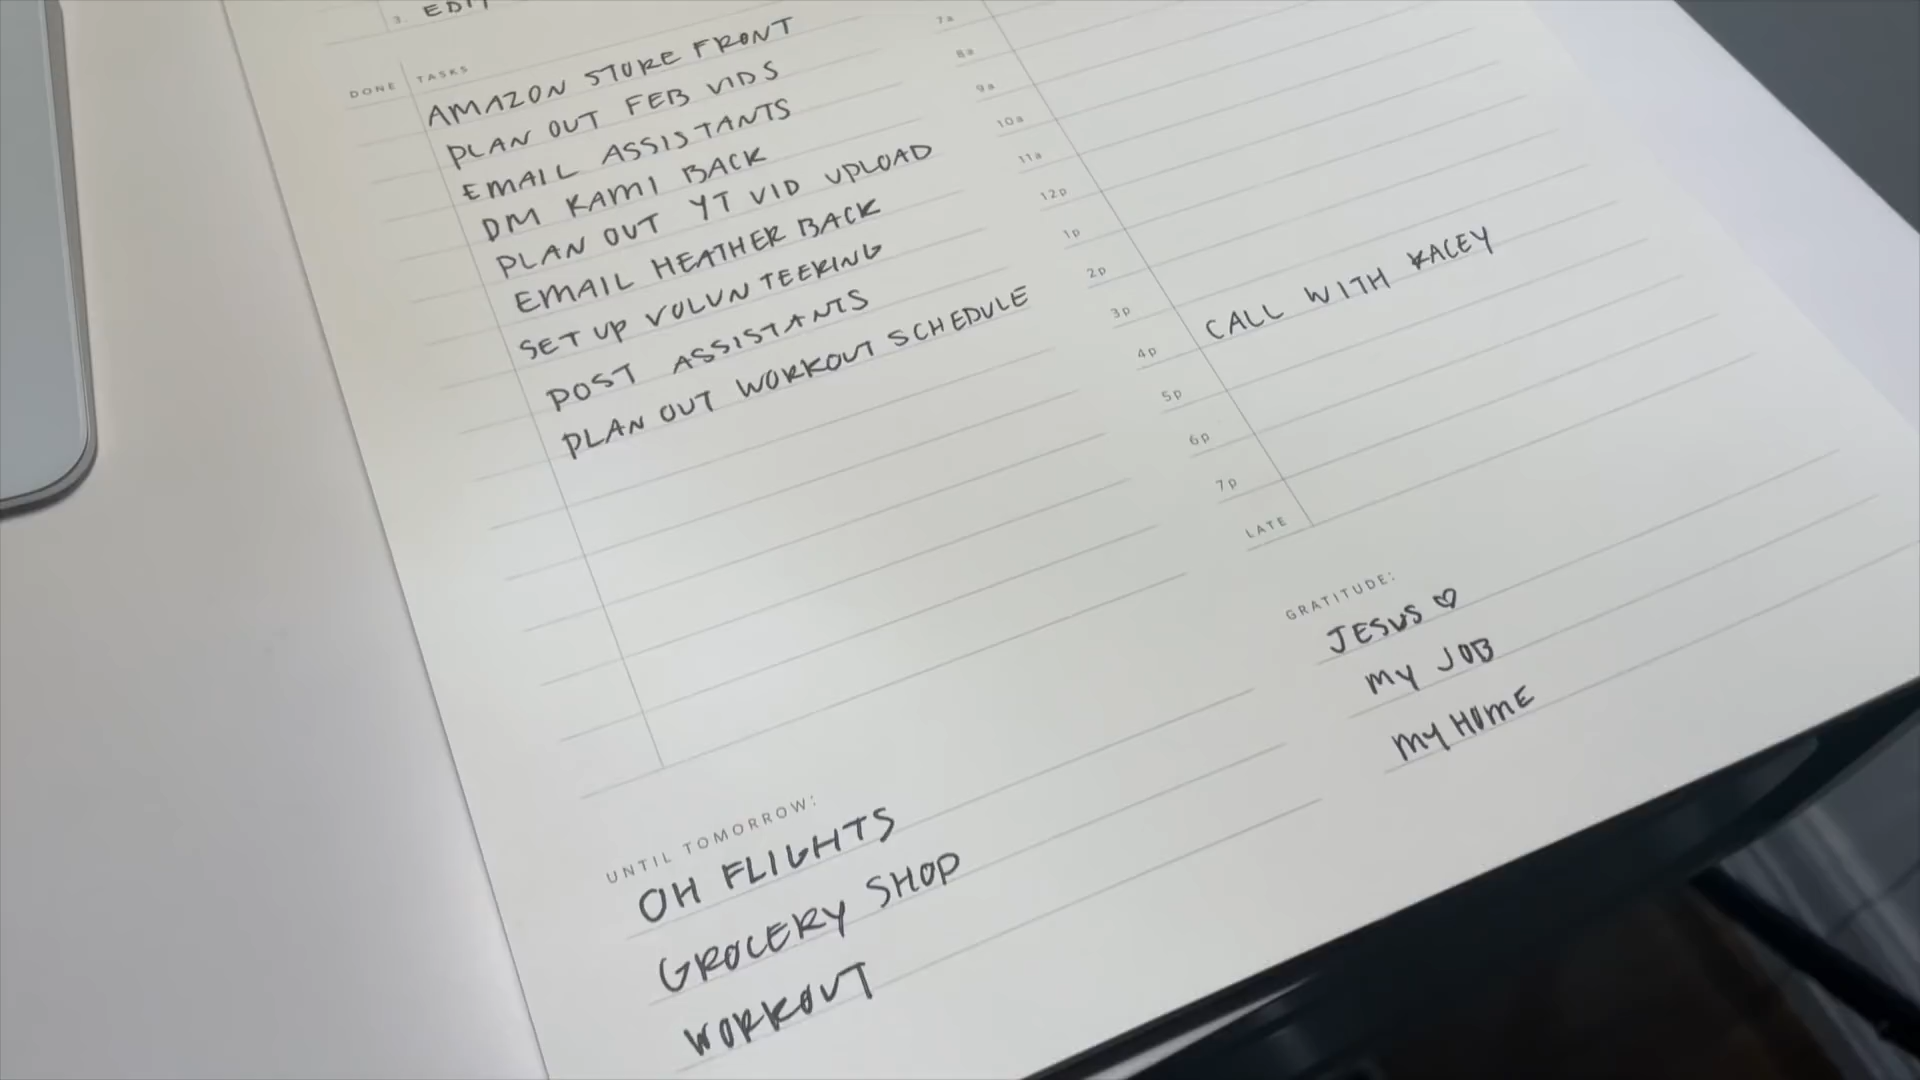 3. EDIT
DONE TASKS
AMAZON STORE FRONT
PLAN OUT FEB VIDS
EMAIL ASSISTANTS
DM KAMI BACK
PLAN OUT YT VID UPLOAD
EMAIL HEATHER BACK
SET UP VOLUNTEERING
POST ASSISTANTS
PLAN OUT WORKOUT SCHEDULE
7a
8a
9a
10a
11a
12p
1p
2p
3p
CALL WITH KACEY
4p
5p
6p
7p
LATE
UNTIL TOMORROW:
OH FLIGHTS
GROCERY SHOP
WORKOUT
GRATITUDE:
JESUS ♡
MY JOB
MY HOME